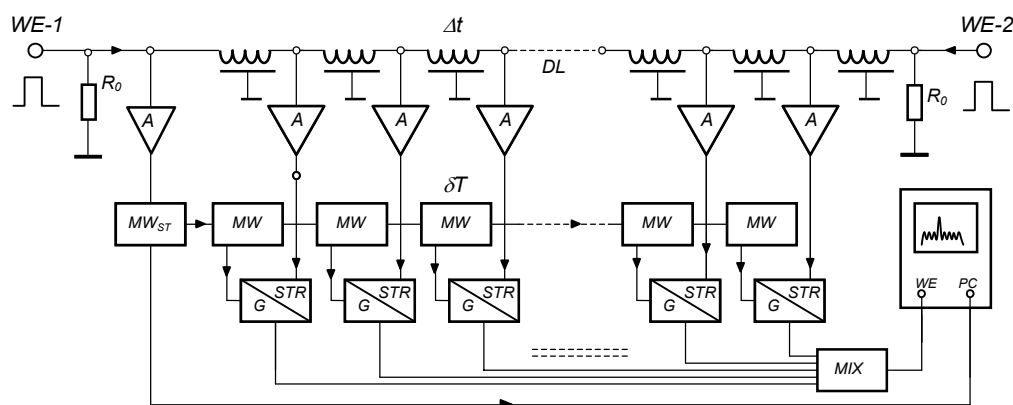 WE-1 Δt WE-2
DL
R₀ R₀
A A A A A A
δT
MW_ST MW MW MW MW MW
STR STR STR STR STR
G G G G G
WE PC
MIX